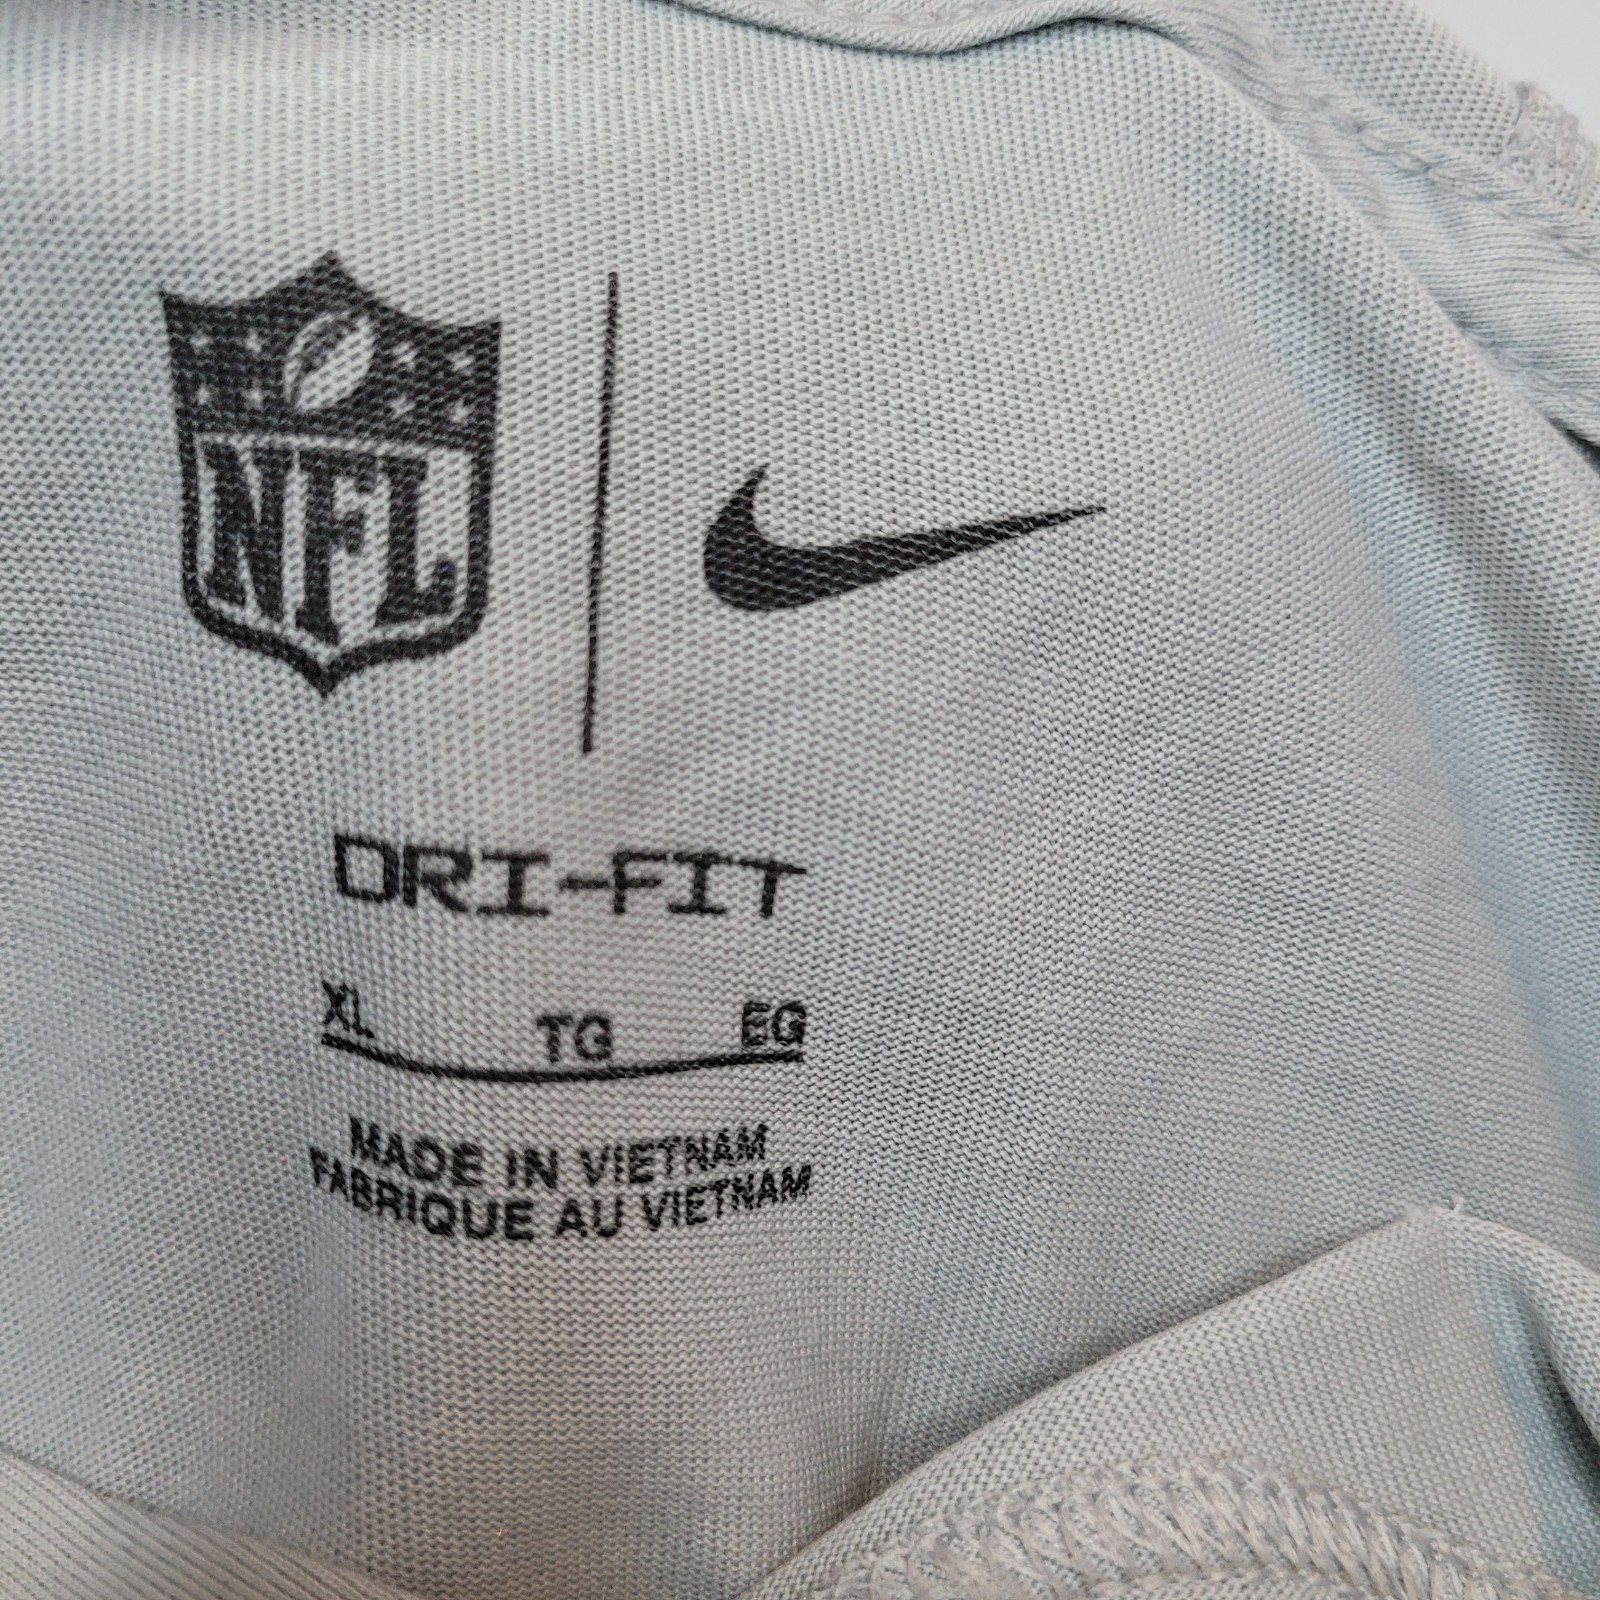 NFL
DRI-FIT
XL TG EG
MADE IN VIETNAM
FABRIQUE AU VIETNAM